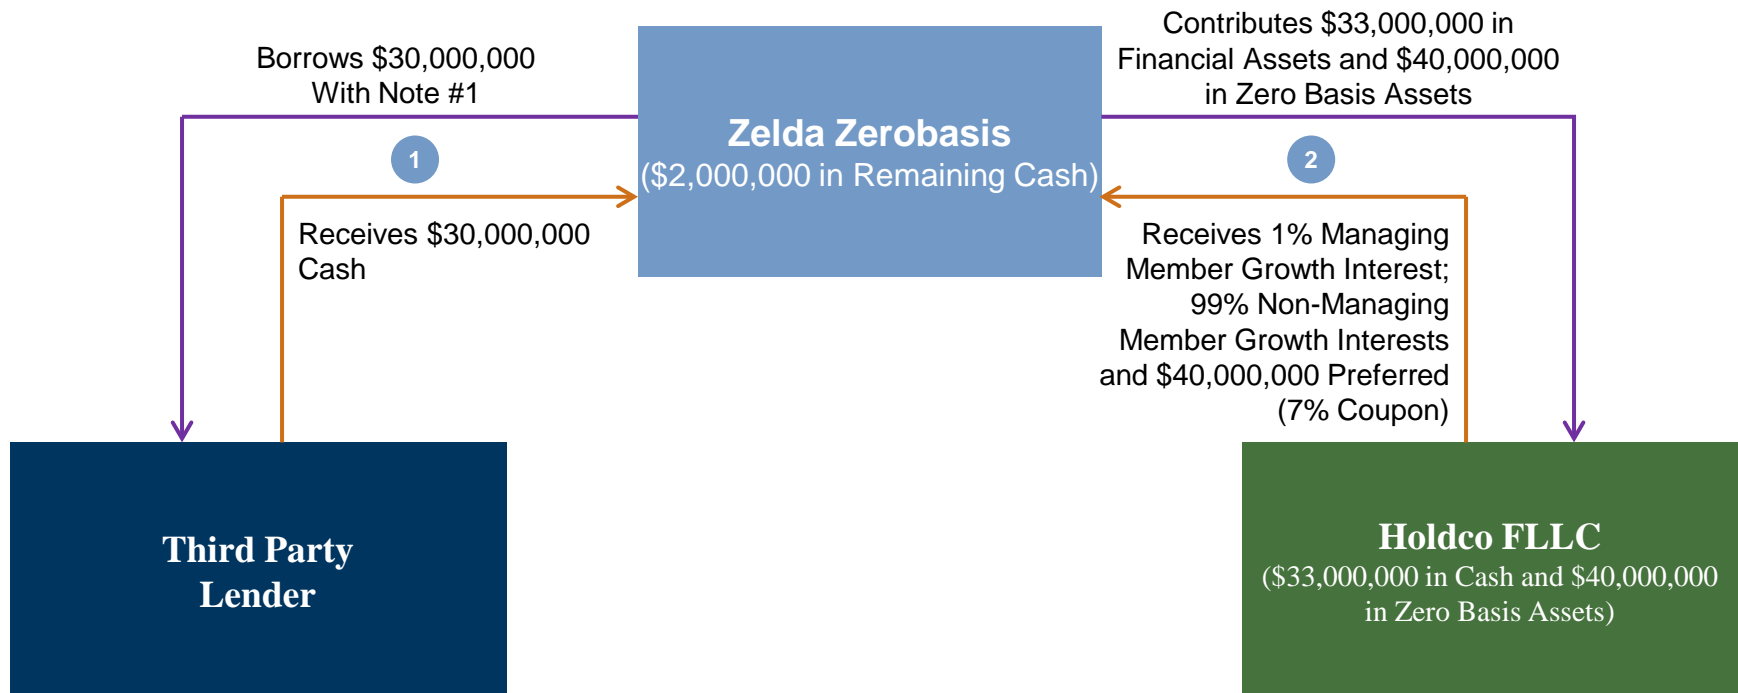 Borrows $30,000,000
With Note #1
1
Receives $30,000,000
Cash
Zelda Zerobasis
($2,000,000 in Remaining Cash)
Contributes $33,000,000 in
Financial Assets and $40,000,000
in Zero Basis Assets
2
Receives 1% Managing
Member Growth Interest;
99% Non-Managing
Member Growth Interests
and $40,000,000 Preferred
(7% Coupon)
Third Party
Lender
Holdco FLLC
($33,000,000 in Cash and $40,000,000
in Zero Basis Assets)